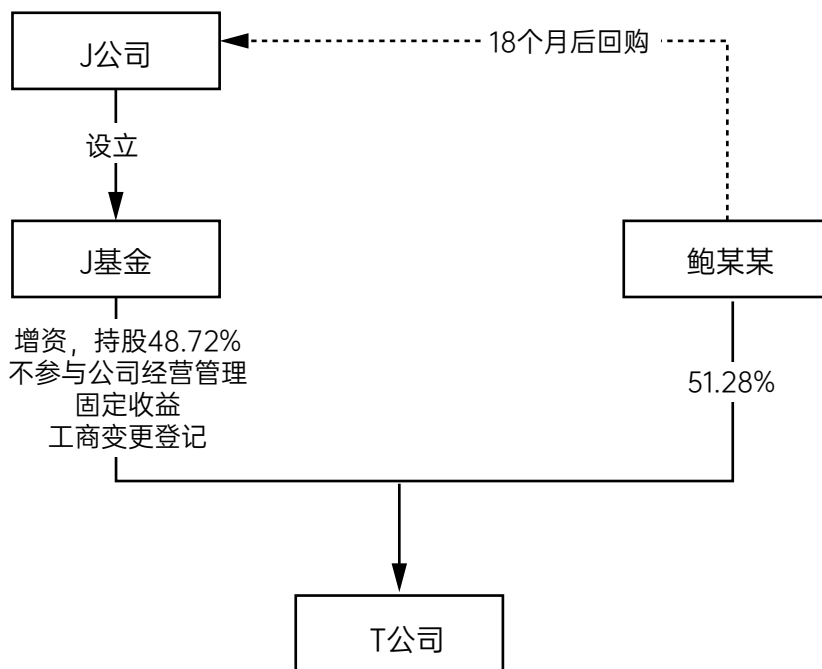 J公司
18个月后回购
设立
J基金
鲍某某
增资，持股48.72%
不参与公司经营管理
固定收益
工商变更登记
51.28%
T公司